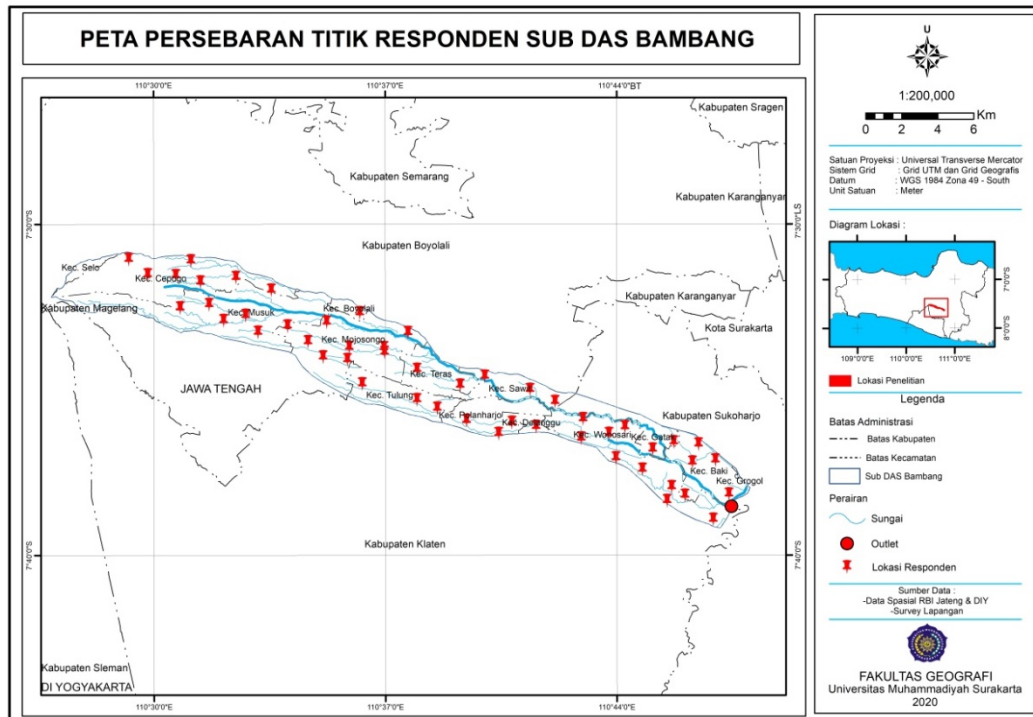 PETA PERSEBARAN TITIK RESPONDEN SUB DAS BAMBANG
110°30'0"E
110°37'0"E
110°44'0"E BT
Kabupaten Sragen
Kabupaten Semarang
Kabupaten Karanganyar
7°30'0"S
7°30'0"LS
Kabupaten Boyolali
Kec. Selo
Kec. Cepogo
Kabupaten Karanganyar
Kabupaten Magelang
Kec. Musuk
Kec. Boyolali
Kota Surakarta
Kec. Mojosongo
Kec. Teras
JAWA TENGAH
Kec. Sawit
Kec. Tulung
Kec. Polanharjo
Kec. Delanggu
Kabupaten Sukoharjo
Kec. Wonosari
Kec. Gatak
Kec. Baki
Kec. Grogol
Kabupaten Klaten
7°40'0"S
7°40'0"S
Kabupaten Sleman
DI YOGYAKARTA
110°30'0"E
110°37'0"E
110°44'0"E
U
1:200,000
0 2 4 6 Km
Satuan Proyeksi : Universal Transverse Mercator
Sistem Grid : Grid UTM dan Grid Geografis
Datum : WGS 1984 Zona 49 - South
Unit Satuan : Meter
Diagram Lokasi :
7°0'0"S
8°0'0"S
109°0'0"E 110°0'0"E 111°0'0"E
Lokasi Penelitian
Legenda
Batas Administrasi
Batas Kabupaten
Batas Kecamatan
Sub DAS Bambang
Perairan
Sungai
Outlet
Lokasi Responden
Sumber Data :
-Data Spasial RBI Jateng & DIY
-Survey Lapangan
FAKULTAS GEOGRAFI
Universitas Muhammadiyah Surakarta
2020